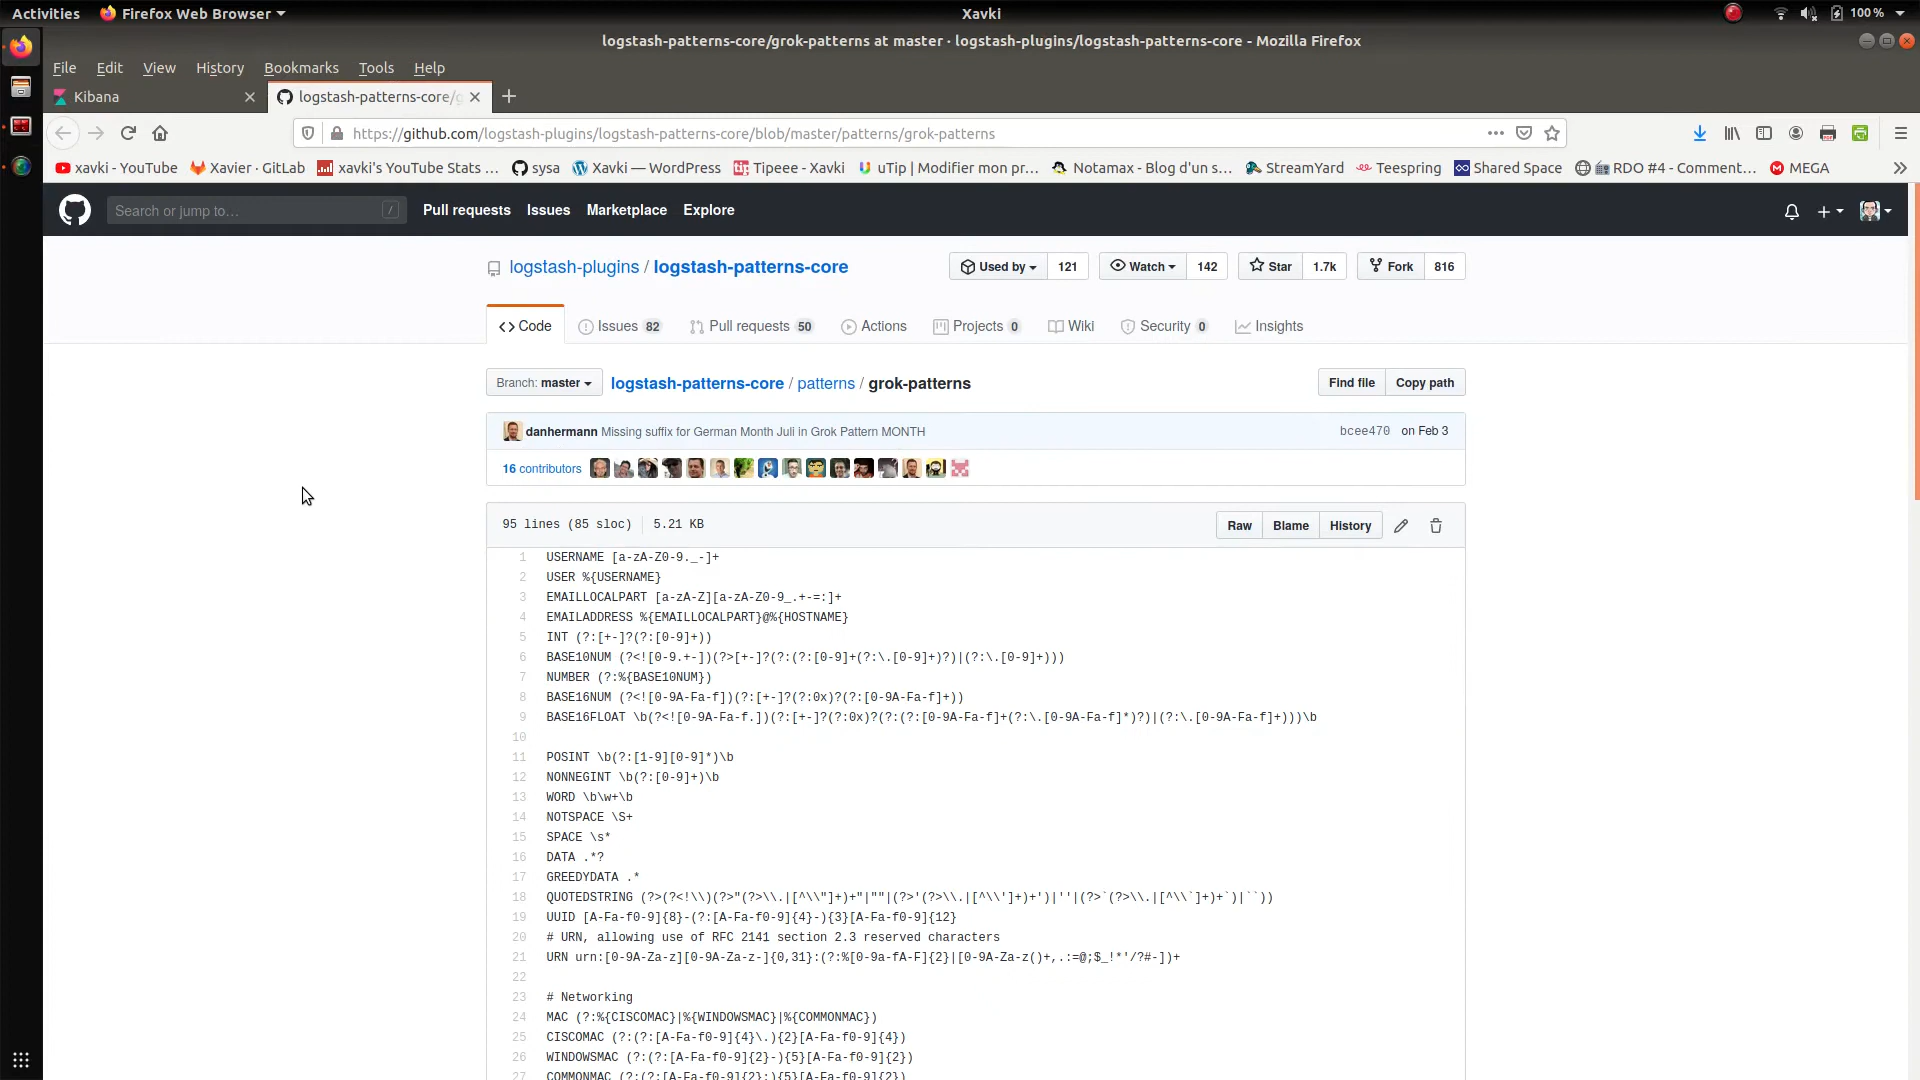 Activities Firefox Web Browser Xavki 100 %
logstash-patterns-core/grok-patterns at master · logstash-plugins/logstash-patterns-core - Mozilla Firefox
File Edit View History Bookmarks Tools Help
Kibana logstash-patterns-core/g
https://github.com/logstash-plugins/logstash-patterns-core/blob/master/patterns/grok-patterns
xavki - YouTube Xavier · GitLab xavki's YouTube Stats ... sysa Xavki — WordPress Tipeee - Xavki uTip | Modifier mon pr... Notamax - Blog d'un s... StreamYard Teespring Shared Space RDO #4 - Comment... MEGA
Search or jump to... / Pull requests Issues Marketplace Explore
logstash-plugins / logstash-patterns-core Used by 121 Watch 142 Star 1.7k Fork 816
Code Issues 82 Pull requests 50 Actions Projects 0 Wiki Security 0 Insights
Branch: master logstash-patterns-core / patterns / grok-patterns Find file Copy path
danhermann Missing suffix for German Month Juli in Grok Pattern MONTH bcee470 on Feb 3
16 contributors
95 lines (85 sloc) 5.21 KB Raw Blame History
1 USERNAME [a-zA-Z0-9._-]+
2 USER %{USERNAME}
3 EMAILLOCALPART [a-zA-Z][a-zA-Z0-9_.+-=:]+
4 EMAILADDRESS %{EMAILLOCALPART}@%{HOSTNAME}
5 INT (?:[+-]?(?:[0-9]+))
6 BASE10NUM (?<![0-9.+-])(?>[+-]?(?:(?:[0-9]+(?:\.[0-9]+)?)|(?:\.[0-9]+)))
7 NUMBER (?:%{BASE10NUM})
8 BASE16NUM (?<![0-9A-Fa-f])(?:[+-]?(?:0x)?(?:[0-9A-Fa-f]+))
9 BASE16FLOAT \b(?<![0-9A-Fa-f.])(?:[+-]?(?:0x)?(?:(?:[0-9A-Fa-f]+(?:\.[0-9A-Fa-f]*)?)|(?:\.[0-9A-Fa-f]+)))\b
10
11 POSINT \b(?:[1-9][0-9]*)\b
12 NONNEGINT \b(?:[0-9]+)\b
13 WORD \b\w+\b
14 NOTSPACE \S+
15 SPACE \s*
16 DATA .*?
17 GREEDYDATA .*
18 QUOTEDSTRING (?>(?<!\\)(?>"(?>\\.|[^\\"]+)+"|""|(?>'(?>\\.|[^\\']+)+')|''|(?>`(?>\\.|[^\\`]+)+`)|``))
19 UUID [A-Fa-f0-9]{8}-(?:[A-Fa-f0-9]{4}-){3}[A-Fa-f0-9]{12}
20 # URN, allowing use of RFC 2141 section 2.3 reserved characters
21 URN urn:[0-9A-Za-z][0-9A-Za-z-]{0,31}:(?:%[0-9a-fA-F]{2}|[0-9A-Za-z()+,.:=@;$_!*'/?#-])+
22
23 # Networking
24 MAC (?:%{CISCOMAC}|%{WINDOWSMAC}|%{COMMONMAC})
25 CISCOMAC (?:(?:[A-Fa-f0-9]{4}\.){2}[A-Fa-f0-9]{4})
26 WINDOWSMAC (?:(?:[A-Fa-f0-9]{2}-){5}[A-Fa-f0-9]{2})
27 COMMONMAC (?:(?:[A-Fa-f0-9]{2}:){5}[A-Fa-f0-9]{2})